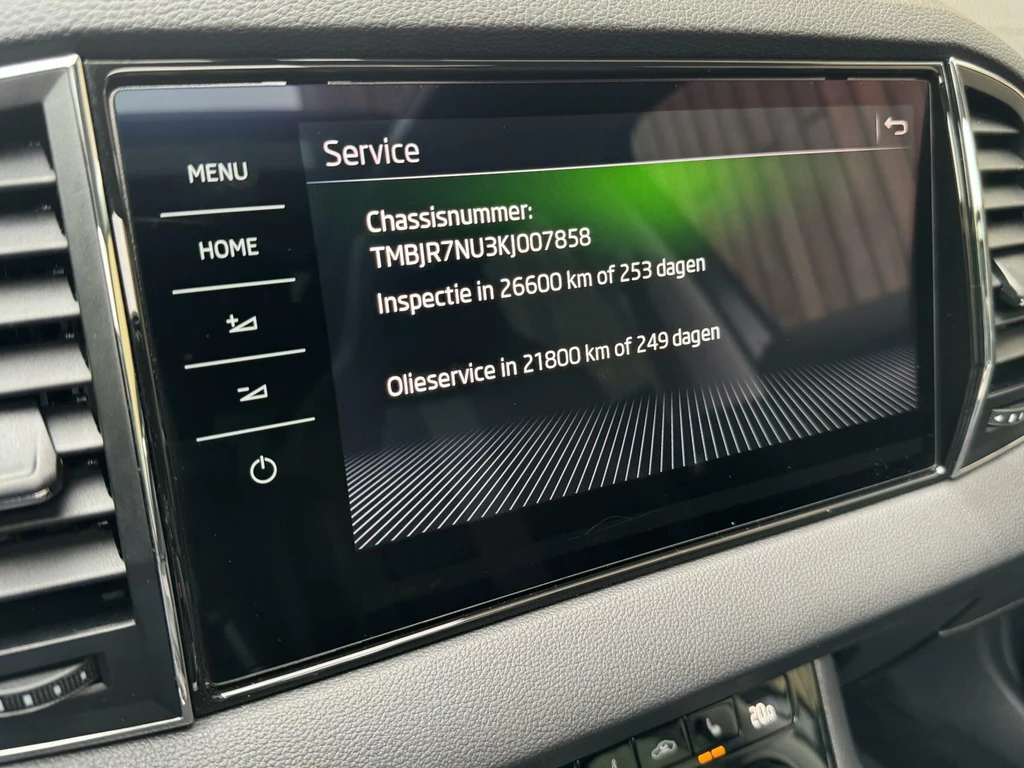 Service
MENU
HOME
Chassisnummer:
TMBJR7NU3KJ007858
Inspectie in 26600 km of 253 dagen
Olieservice in 21800 km of 249 dagen